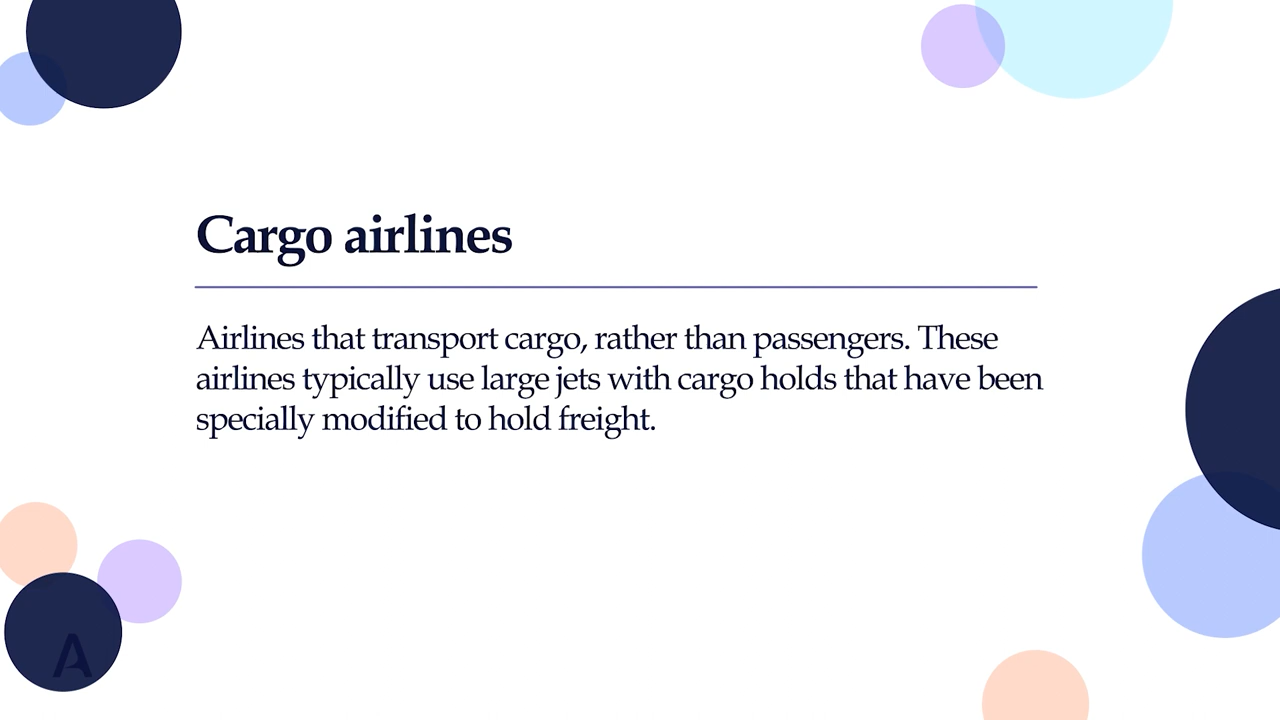 Cargo airlines
Airlines that transport cargo, rather than passengers. These
airlines typically use large jets with cargo holds that have been
specially modified to hold freight.
A